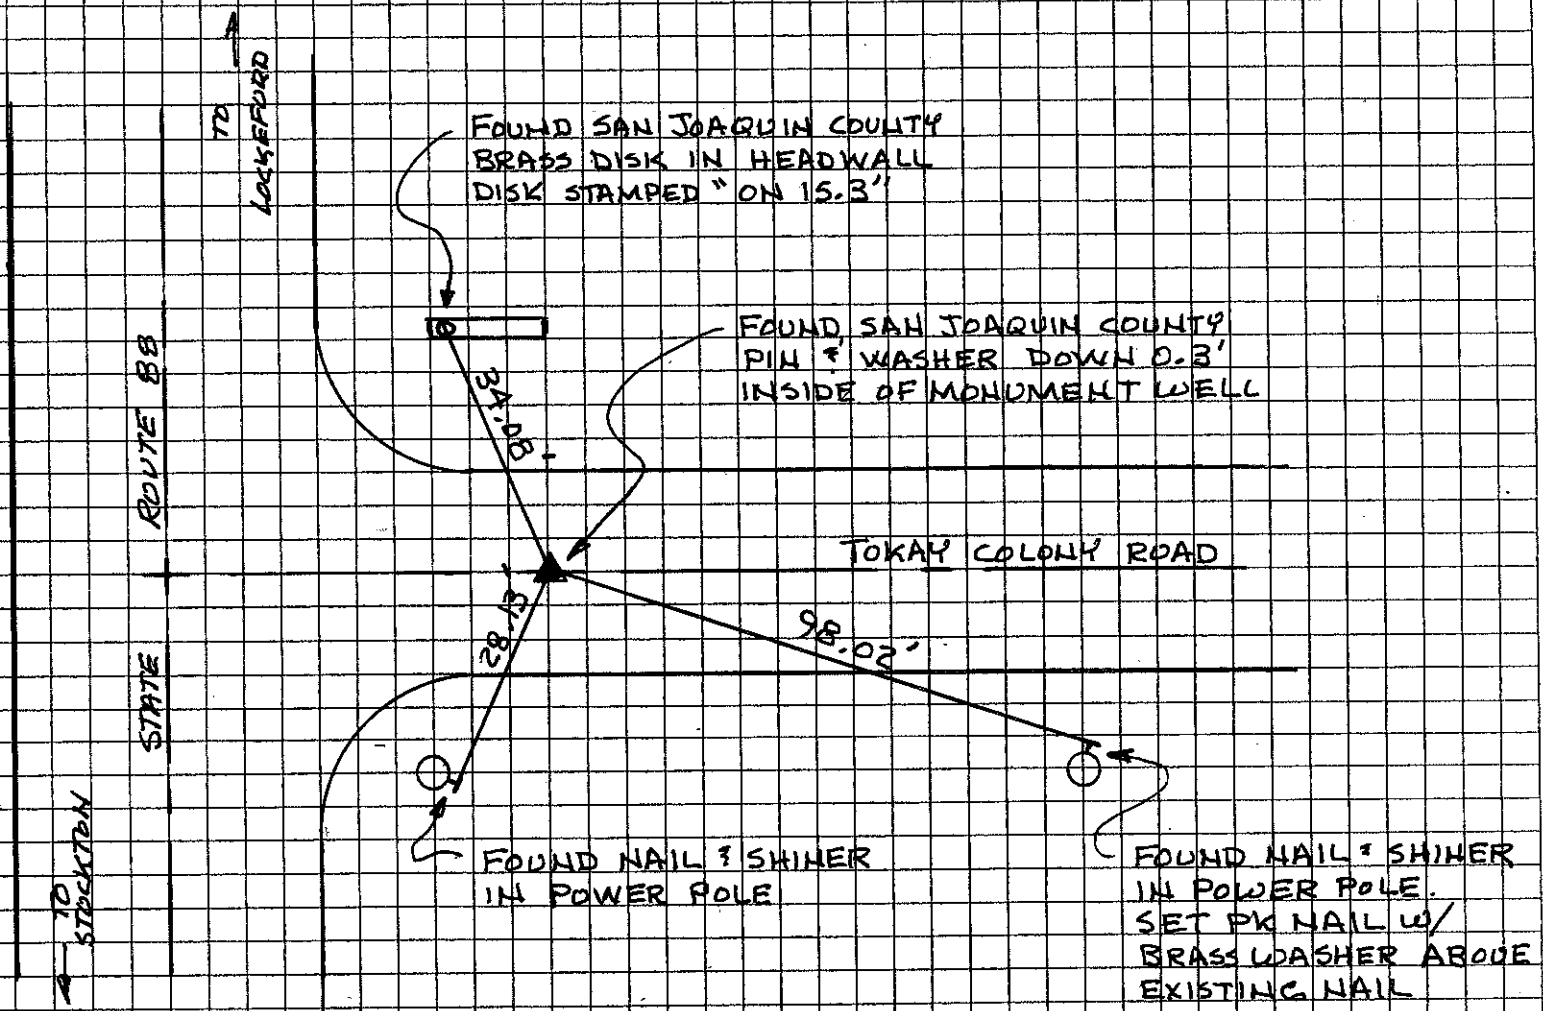 TO
LOCKEFORD
FOUND SAN JOAQUIN COUNTY
BRASS DISK IN HEADWALL
DISK STAMPED "ON 15.3"
FOUND SAN JOAQUIN COUNTY
PIN & WASHER DOWN 0.3'
INSIDE OF MONUMENT WELL
34.08'
STATE ROUTE 88
TOKAY COLONY ROAD
28.13'
98.02'
TO
STOCKTON
FOUND NAIL & SHINER
IN POWER POLE
FOUND NAIL & SHINER
IN POWER POLE.
SET PK NAIL W/
BRASS WASHER ABOVE
EXISTING NAIL